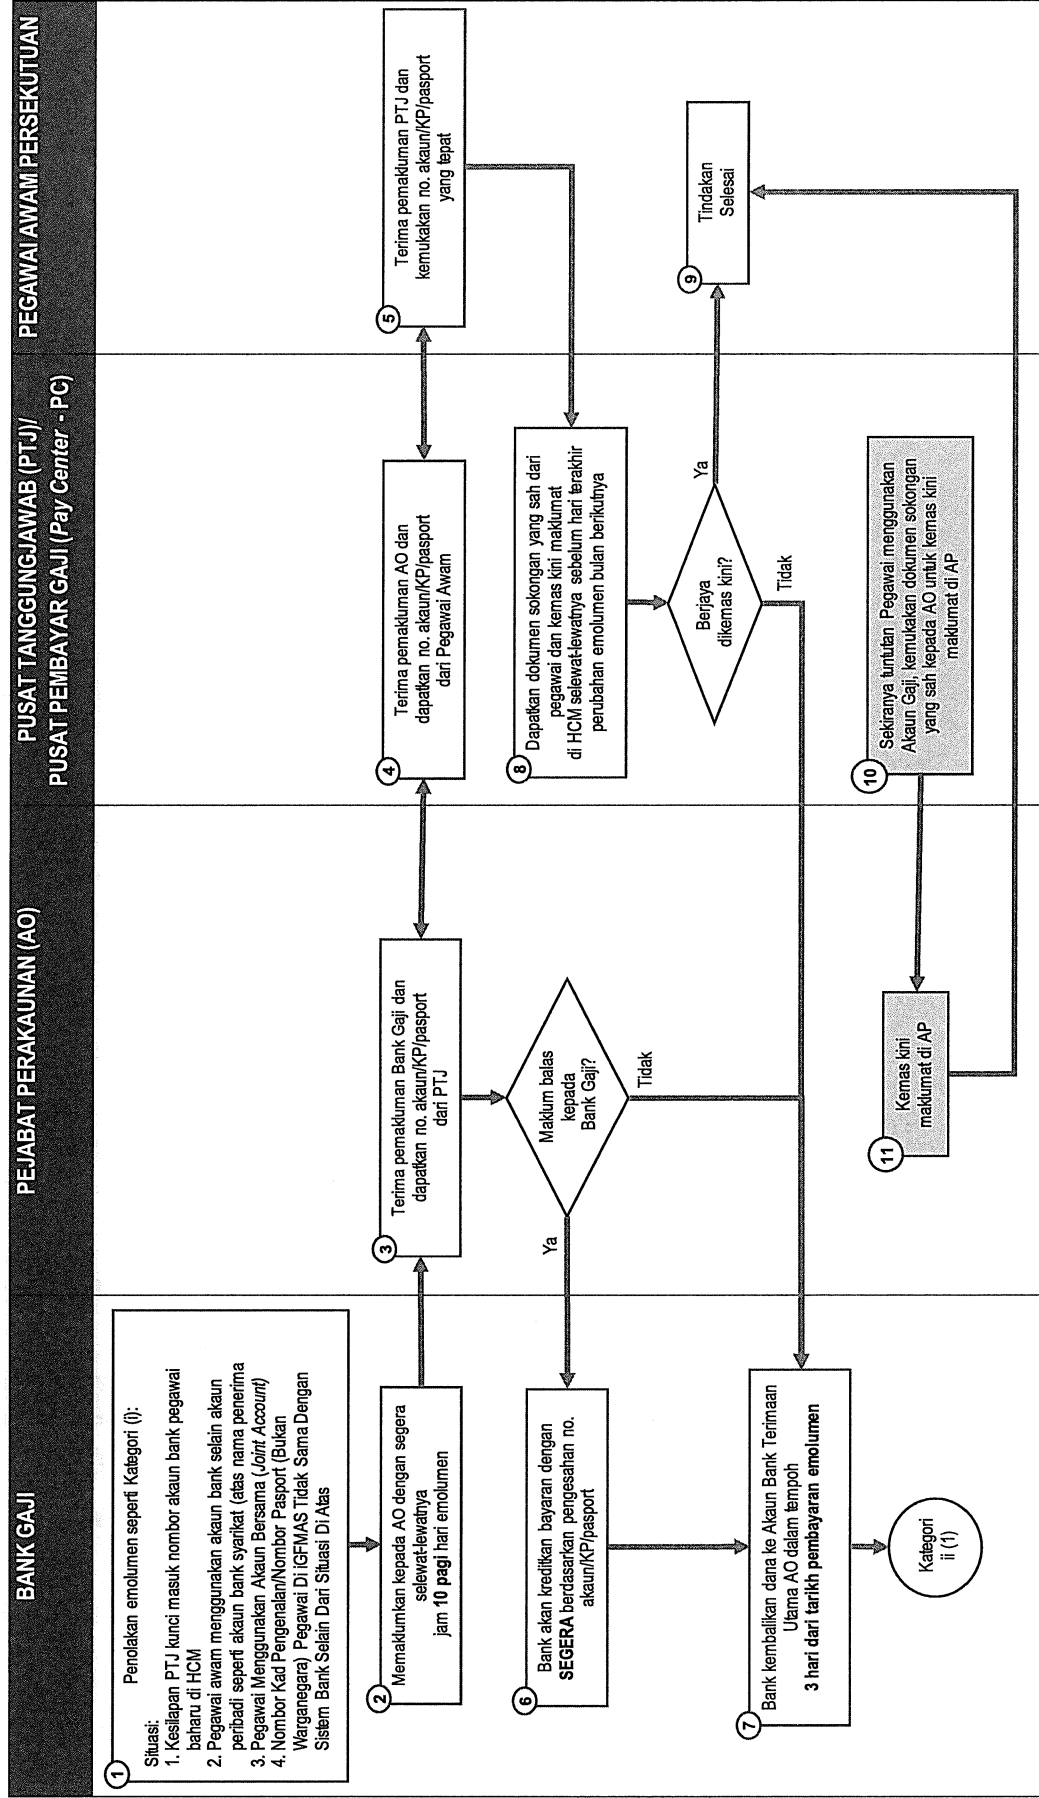 BANK GAJI
PEJABAT PERAKAUNAN (AO)
PUSAT TANGGUNGJAWAB (PTJ)/
PUSAT PEMBAYAR GAJI (Pay Center - PC)
PEGAWAI AWAM PERSEKUTUAN
1
Penolakan emolumen seperti Kategori (i):
Situasi:
1. Kesilapan PTJ kunci masuk nombor akaun bank pegawai
baharu di HCM
2. Pegawai awam menggunakan akaun bank selain akaun
peribadi seperti akaun bank syarikat (atas nama penerima
3. Pegawai Menggunakan Akaun Bersama (Joint Account)
4. Nombor Kad Pengenalan/Nombor Pasport (Bukan
Warganegara) Pegawai Di iGFMAS Tidak Sama Dengan
Sistem Bank Selain Dari Situasi Di Atas
2
Memaklumkan kepada AO dengan segera
selewat-lewatnya
jam 10 pagi hari emolumen
3
Terima pemakluman Bank Gaji dan
dapatkan no. akaun/KP/pasport
dari PTJ
4
Terima pemakluman AO dan
dapatkan no. akaun/KP/pasport
dari Pegawai Awam
5
Terima pemakluman PTJ dan
kemukakan no. akaun/KP/pasport
yang tepat
Maklum balas
kepada
Bank Gaji?
Ya
Tidak
6
Bank akan kreditkan bayaran dengan
SEGERA berdasarkan pengesahan no.
akaun/KP/pasport
7
Bank kembalikan dana ke Akaun Bank Terimaan
Utama AO dalam tempoh
3 hari dari tarikh pembayaran emolumen
Kategori
ii (1)
8
Dapatkan dokumen sokongan yang sah dari
pegawai dan kemas kini maklumat
di HCM selewat-lewatnya sebelum hari terakhir
perubahan emolumen bulan berikutnya
Berjaya
dikemas kini?
Ya
Tidak
9
Tindakan
Selesai
10
Sekiranya tuntutan Pegawai menggunakan
Akaun Gaji, kemukakan dokumen sokongan
yang sah kepada AO untuk kemas kini
maklumat di AP
11
Kemas kini
maklumat di AP